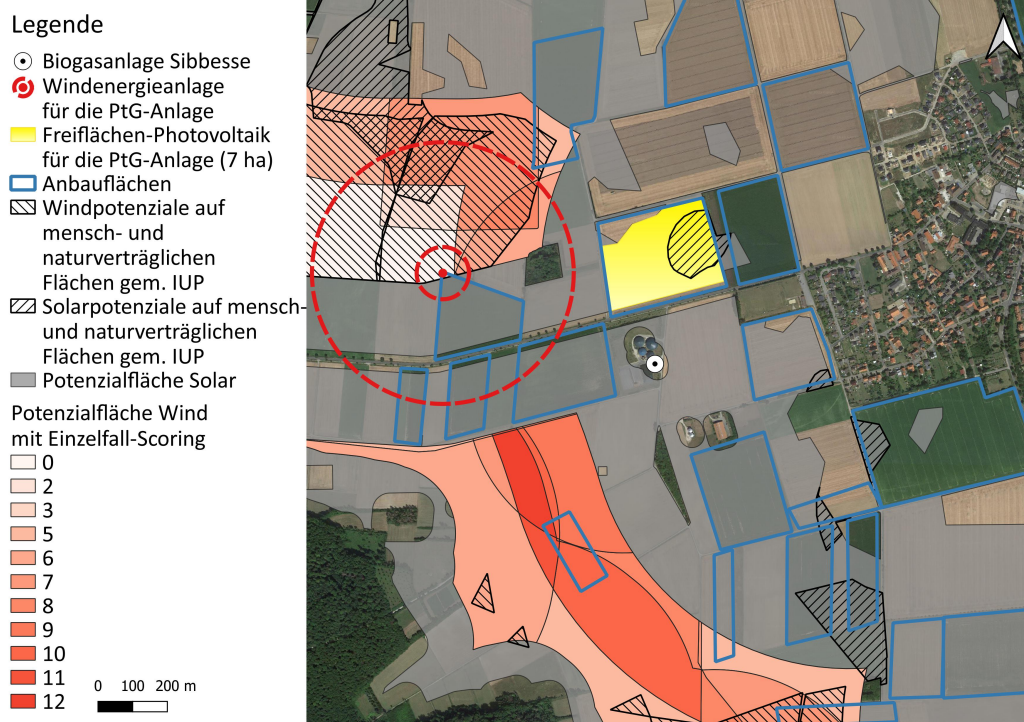 Legende
Biogasanlage Sibbesse
Windenergieanlage
für die PtG-Anlage
Freiflächen-Photovoltaik
für die PtG-Anlage (7 ha)
Anbauflächen
Windpotenziale auf
mensch- und
naturverträglichen
Flächen gem. IUP
Solarpotenziale auf mensch-
und naturverträglichen
Flächen gem. IUP
Potenzialfläche Solar
Potenzialfläche Wind
mit Einzelfall-Scoring
0
2
3
5
6
7
8
9
10
11
12
0 100 200 m